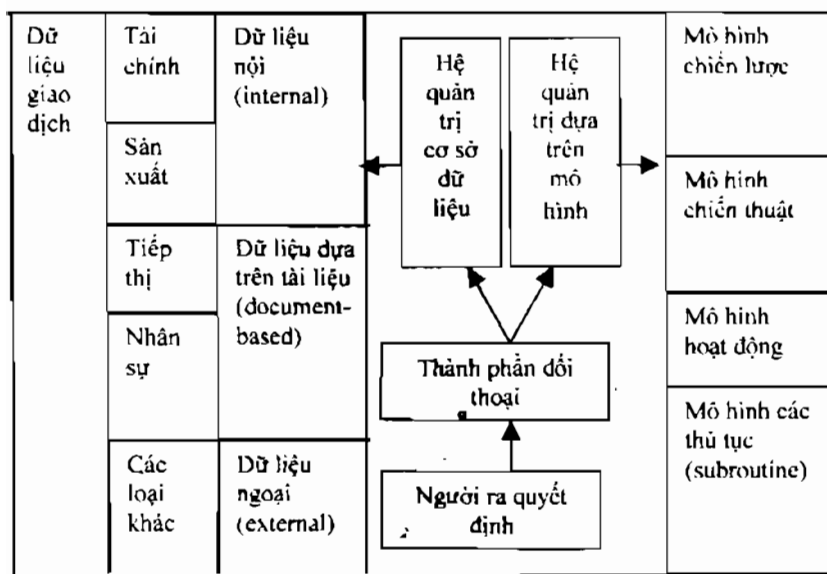 Dữ
liệu
giao
dịch
Tài
chính
Sản
xuất
Tiếp
thị
Nhân
sự
Các
loại
khác
Dữ liệu
nội
(internal)
Dữ liệu dựa
trên tài liệu
(document-
based)
Dữ liệu
ngoại
(external)
Hệ
quản
trị
cơ sở
dữ
liệu
Hệ
quản
trị dựa
trên
mô
hình
Thành phần đối
thoại
Người ra quyết
định
Mô hình
chiến lược
Mô hình
chiến thuật
Mô hình
hoạt động
Mô hình các
thủ tục
(subroutine)